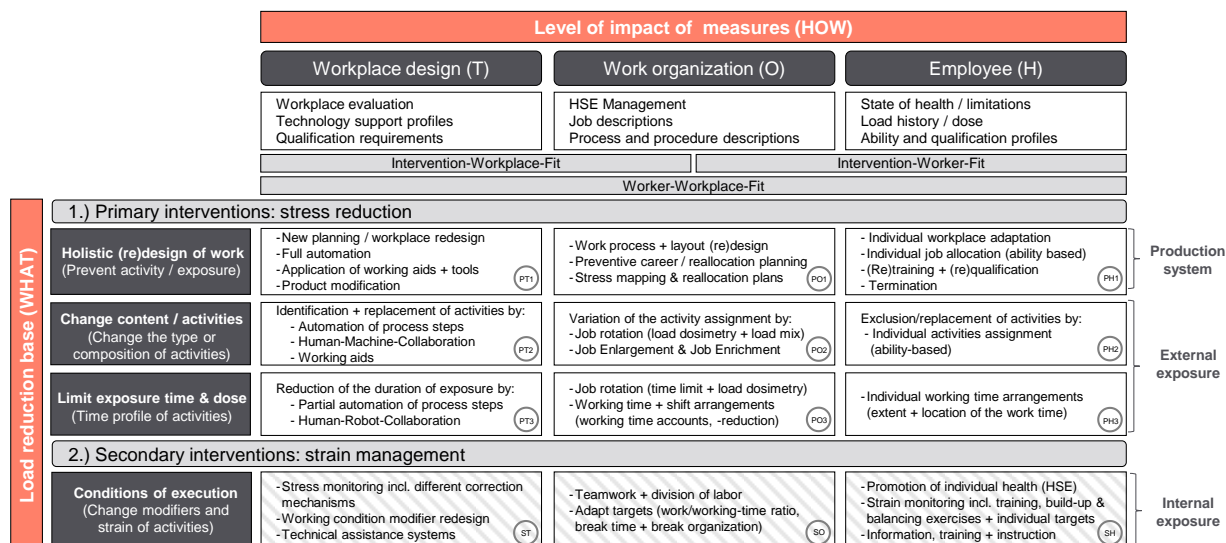 Level of impact of measures (HOW)
Workplace design (T)
Work organization (O)
Employee (H)
Workplace evaluation
Technology support profiles
Qualification requirements
HSE Management
Job descriptions
Process and procedure descriptions
State of health / limitations
Load history / dose
Ability and qualification profiles
Intervention-Workplace-Fit
Intervention-Worker-Fit
Worker-Workplace-Fit
Load reduction base (WHAT)
1.) Primary interventions: stress reduction
Holistic (re)design of work
(Prevent activity / exposure)
-New planning / workplace redesign
-Full automation
-Application of working aids + tools
-Product modification
PT1
-Work process + layout (re)design
-Preventive career / reallocation planning
-Stress mapping & reallocation plans
PO1
- Individual workplace adaptation
- Individual job allocation (ability based)
- (Re)training + (re)qualification
- Termination
PH1
Production
system
Change content / activities
(Change the type or
composition of activities)
Identification + replacement of activities by:
- Automation of process steps
- Human-Machine-Collaboration
- Working aids
PT2
Variation of the activity assignment by:
- Job rotation (load dosimetry + load mix)
- Job Enlargement & Job Enrichment
PO2
Exclusion/replacement of activities by:
- Individual activities assignment
(ability-based)
PH2
External
exposure
Limit exposure time & dose
(Time profile of activities)
Reduction of the duration of exposure by:
- Partial automation of process steps
- Human-Robot-Collaboration
PT3
- Job rotation (time limit + load dosimetry)
-Working time + shift arrangements
(working time accounts, -reduction)
PO3
- Individual working time arrangements
(extent + location of the work time)
PH3
2.) Secondary interventions: strain management
Conditions of execution
(Change modifiers and
strain of activities)
-Stress monitoring incl. different correction
mechanisms
-Working condition modifier redesign
-Technical assistance systems
ST
-Teamwork + division of labor
-Adapt targets (work/working-time ratio,
break time + break organization)
SO
-Promotion of individual health (HSE)
-Strain monitoring incl. training, build-up &
balancing exercises + individual targets
-Information, training + instruction
SH
Internal
exposure